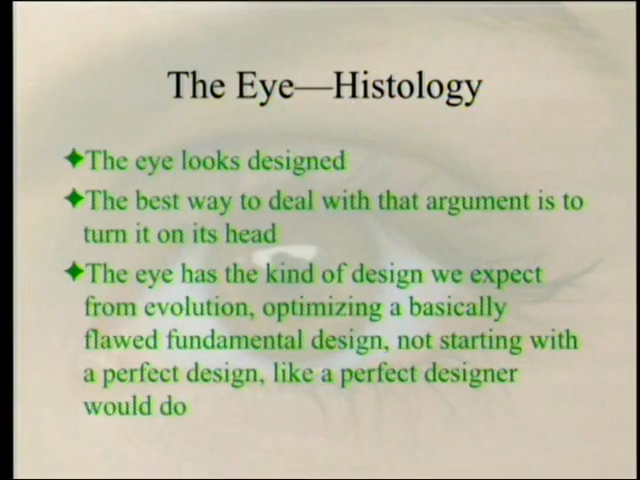 The Eye—Histology
The eye looks designed
The best way to deal with that argument is to
turn it on its head
The eye has the kind of design we expect
from evolution, optimizing a basically
flawed fundamental design, not starting with
a perfect design, like a perfect designer
would do